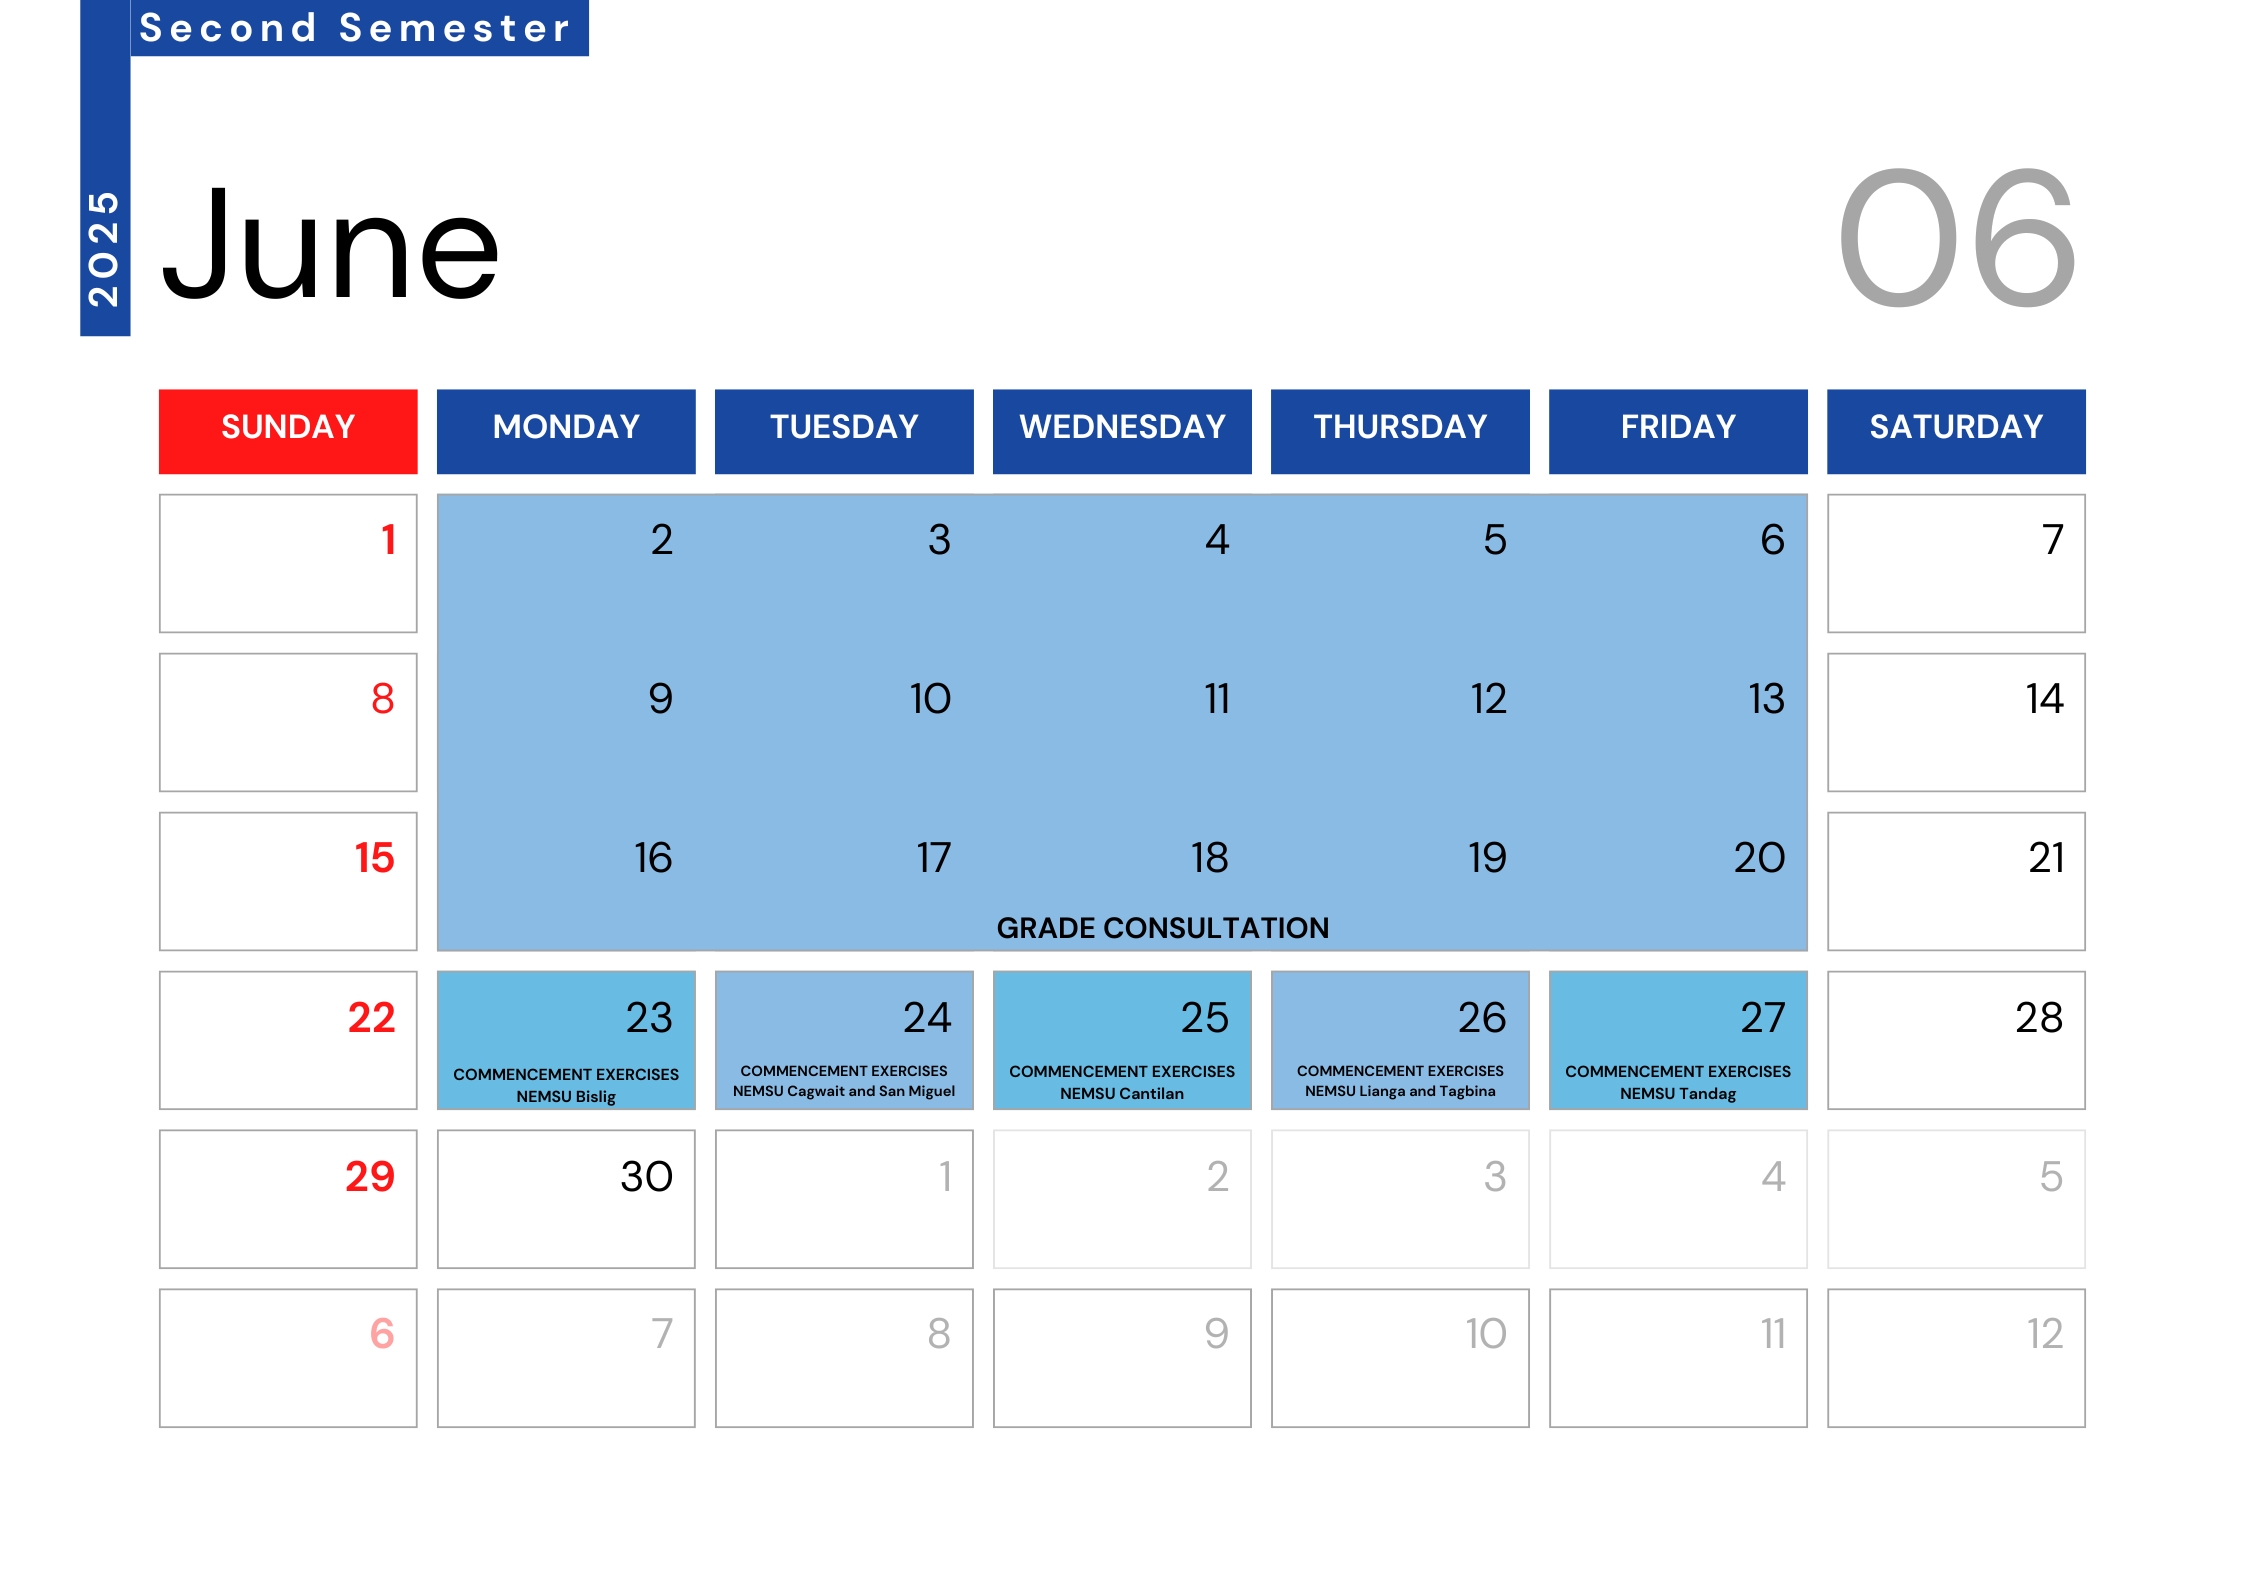 Second Semester
2025
June
06
SUNDAY MONDAY TUESDAY WEDNESDAY THURSDAY FRIDAY SATURDAY
1 2 3 4 5 6 7
8 9 10 11 12 13 14
15 16 17 18 19 20 21
GRADE CONSULTATION
22 23 24 25 26 27 28
COMMENCEMENT EXERCISES COMMENCEMENT EXERCISES COMMENCEMENT EXERCISES COMMENCEMENT EXERCISES COMMENCEMENT EXERCISES
NEMSU Bislig NEMSU Cagwait and San Miguel NEMSU Cantilan NEMSU Lianga and Tagbina NEMSU Tandag
29 30 1 2 3 4 5
6 7 8 9 10 11 12